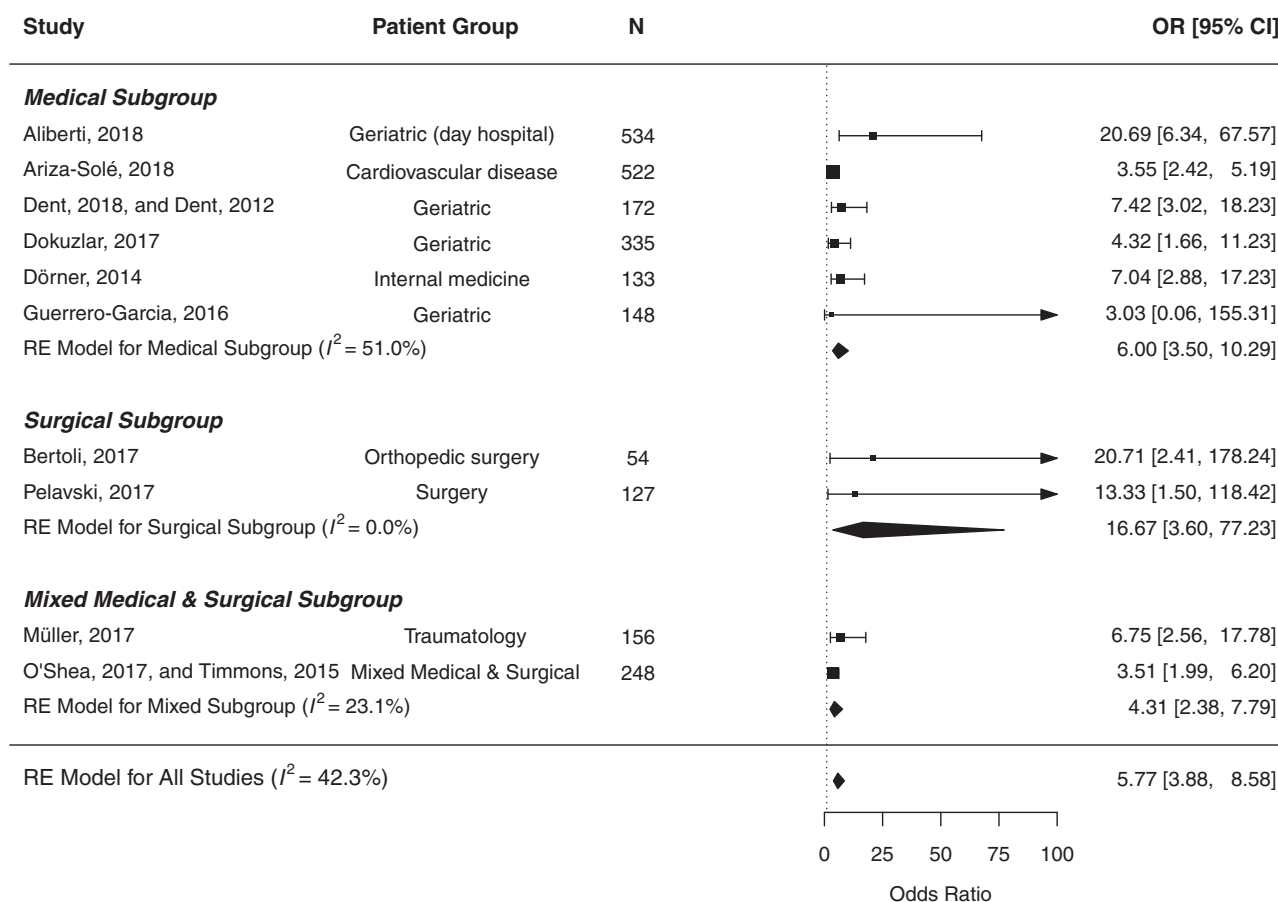 Study Patient Group N OR [95% CI]
Medical Subgroup
Aliberti, 2018 Geriatric (day hospital) 534 20.69 [6.34, 67.57]
Ariza-Solé, 2018 Cardiovascular disease 522 3.55 [2.42, 5.19]
Dent, 2018, and Dent, 2012 Geriatric 172 7.42 [3.02, 18.23]
Dokuzlar, 2017 Geriatric 335 4.32 [1.66, 11.23]
Dörner, 2014 Internal medicine 133 7.04 [2.88, 17.23]
Guerrero-Garcia, 2016 Geriatric 148 3.03 [0.06, 155.31]
RE Model for Medical Subgroup (I² = 51.0%) 6.00 [3.50, 10.29]
Surgical Subgroup
Bertoli, 2017 Orthopedic surgery 54 20.71 [2.41, 178.24]
Pelavski, 2017 Surgery 127 13.33 [1.50, 118.42]
RE Model for Surgical Subgroup (I² = 0.0%) 16.67 [3.60, 77.23]
Mixed Medical & Surgical Subgroup
Müller, 2017 Traumatology 156 6.75 [2.56, 17.78]
O'Shea, 2017, and Timmons, 2015 Mixed Medical & Surgical 248 3.51 [1.99, 6.20]
RE Model for Mixed Subgroup (I² = 23.1%) 4.31 [2.38, 7.79]
RE Model for All Studies (I² = 42.3%) 5.77 [3.88, 8.58]
0 25 50 75 100
Odds Ratio